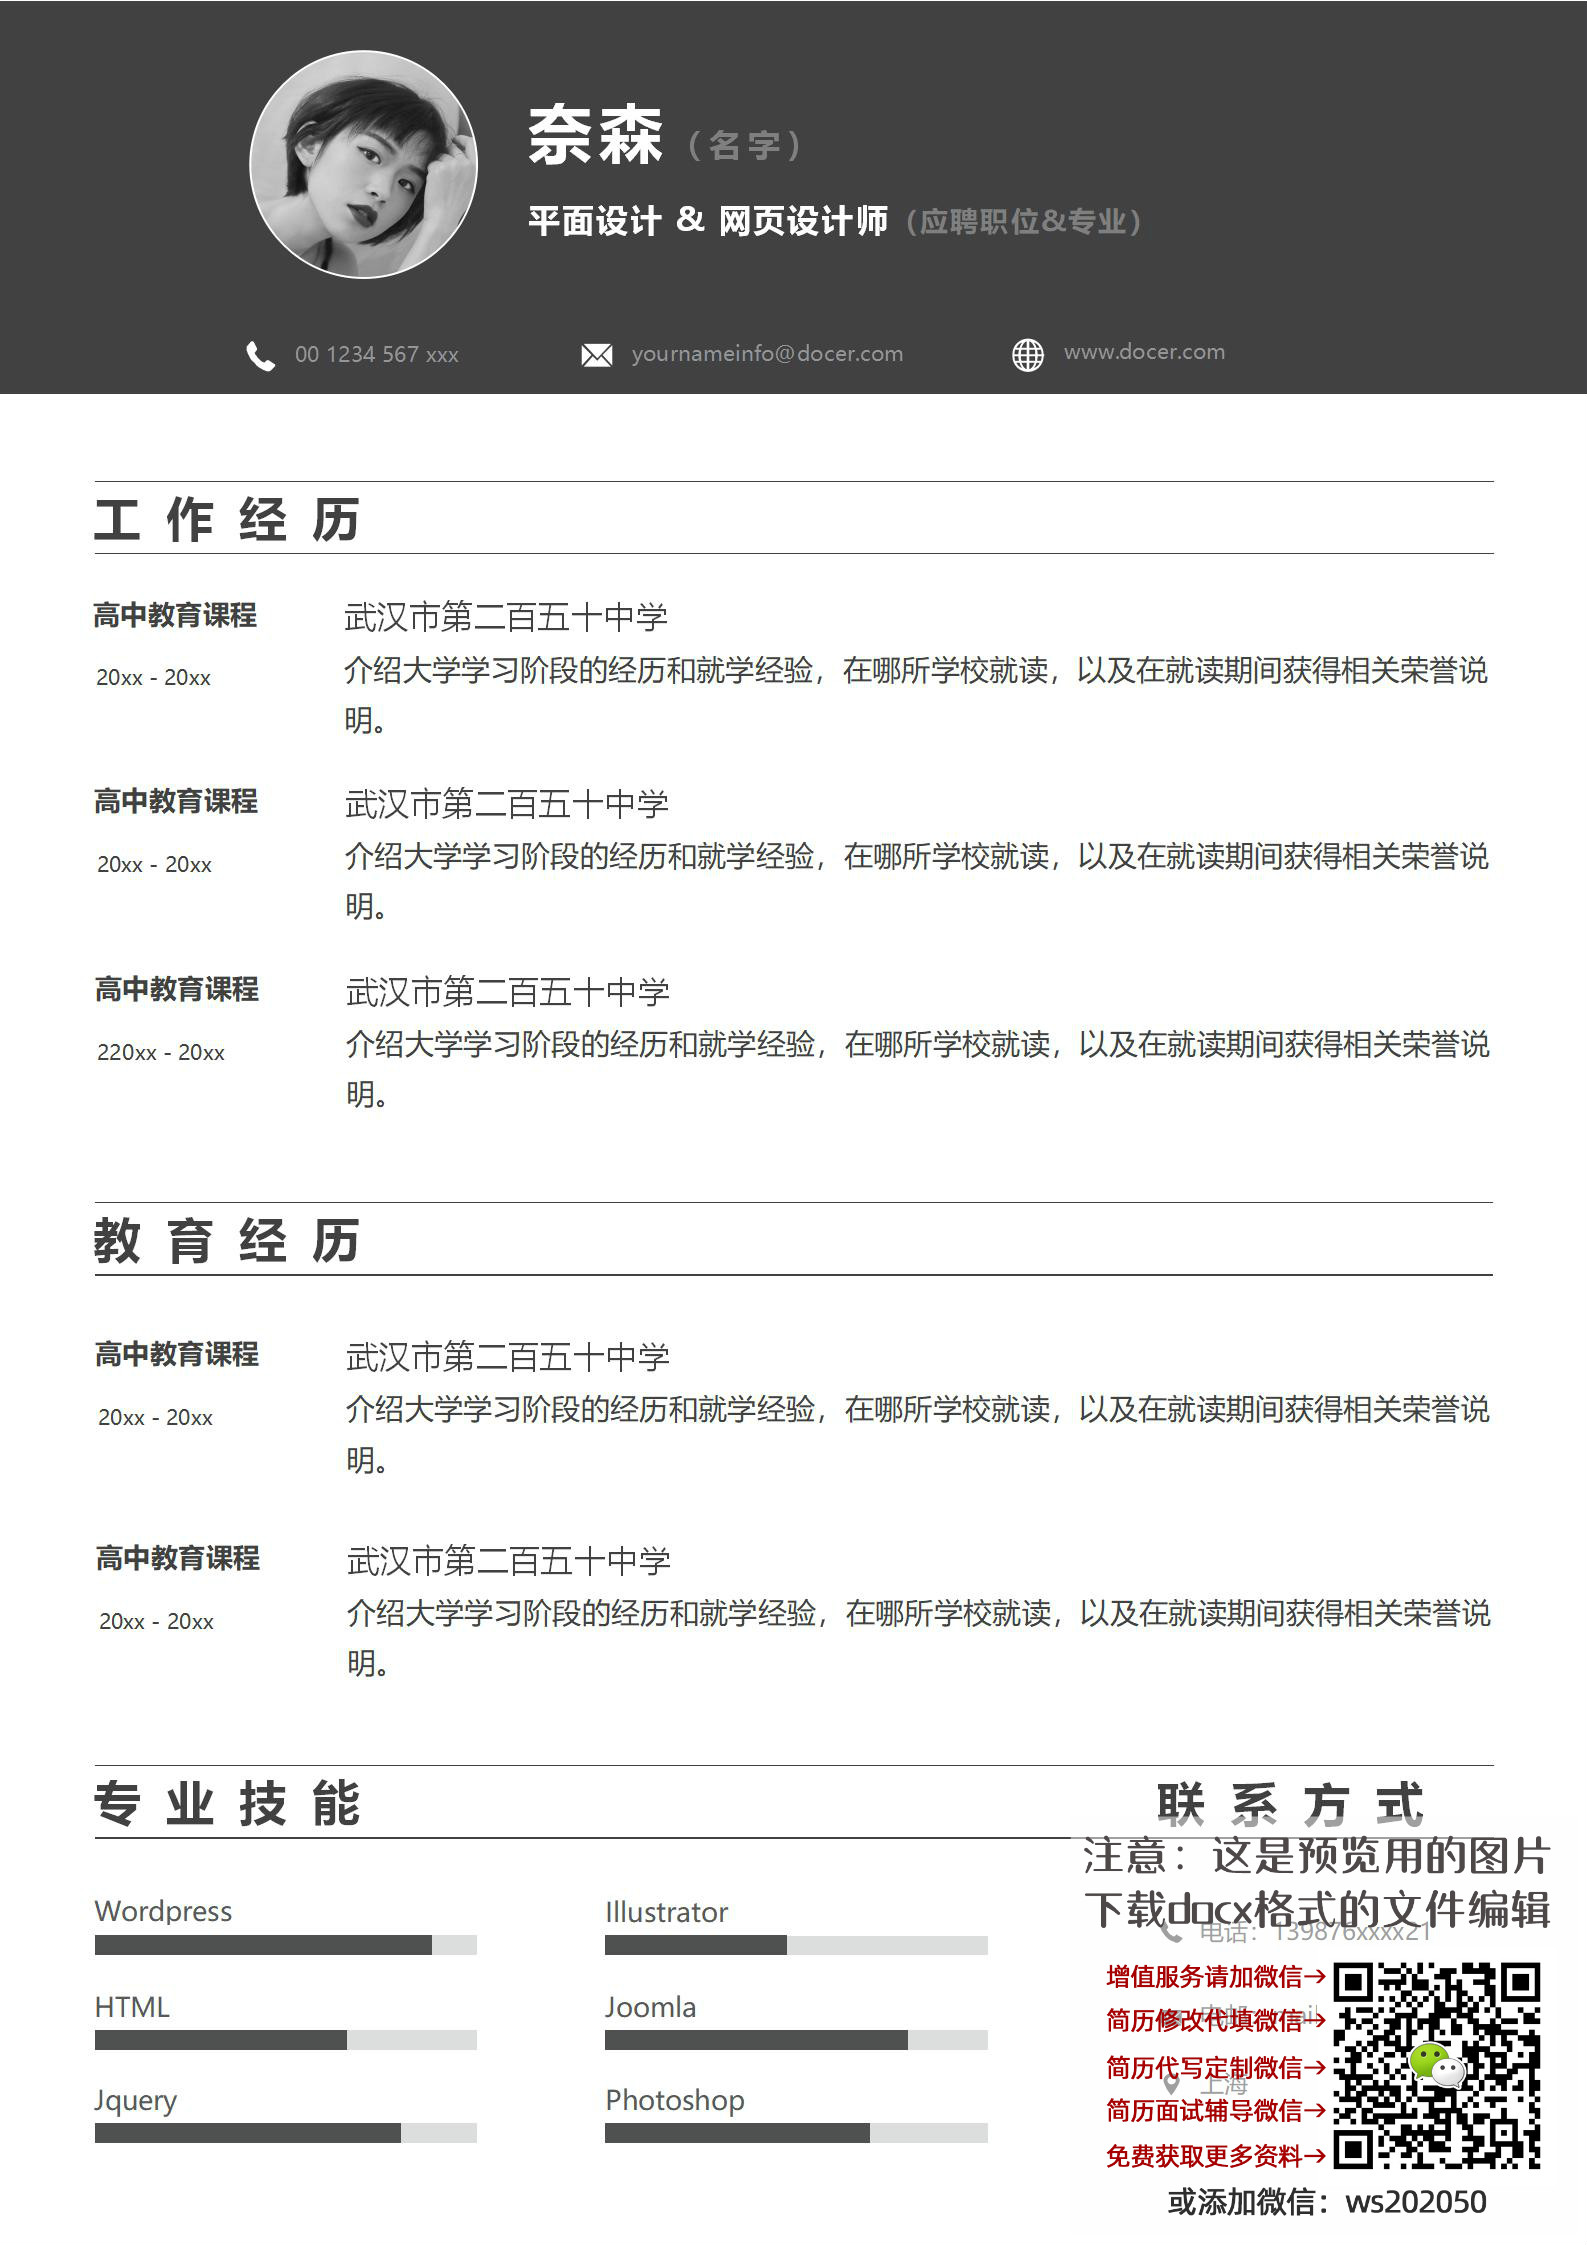 奈森（名字）
平面设计 & 网页设计师（应聘职位&专业）
00 1234 567 xxx
yournameinfo@docer.com
www.docer.com
工作经历
高中教育课程
武汉市第二百五十中学
20xx - 20xx
介绍大学学习阶段的经历和就学经验，在哪所学校就读，以及在就读期间获得相关荣誉说
明。
高中教育课程
武汉市第二百五十中学
20xx - 20xx
介绍大学学习阶段的经历和就学经验，在哪所学校就读，以及在就读期间获得相关荣誉说
明。
高中教育课程
武汉市第二百五十中学
220xx - 20xx
介绍大学学习阶段的经历和就学经验，在哪所学校就读，以及在就读期间获得相关荣誉说
明。
教育经历
高中教育课程
武汉市第二百五十中学
20xx - 20xx
介绍大学学习阶段的经历和就学经验，在哪所学校就读，以及在就读期间获得相关荣誉说
明。
高中教育课程
武汉市第二百五十中学
20xx - 20xx
介绍大学学习阶段的经历和就学经验，在哪所学校就读，以及在就读期间获得相关荣誉说
明。
专业技能
Wordpress
Illustrator
HTML
Joomla
Jquery
Photoshop
联系方式
注意：这是预览用的图片
下载docx格式的文件编辑
电话：139876xxxx21
增值服务请加微信→
简历修改代填微信→
简历代写定制微信→
上海
简历面试辅导微信→
免费获取更多资料→
或添加微信：ws202050